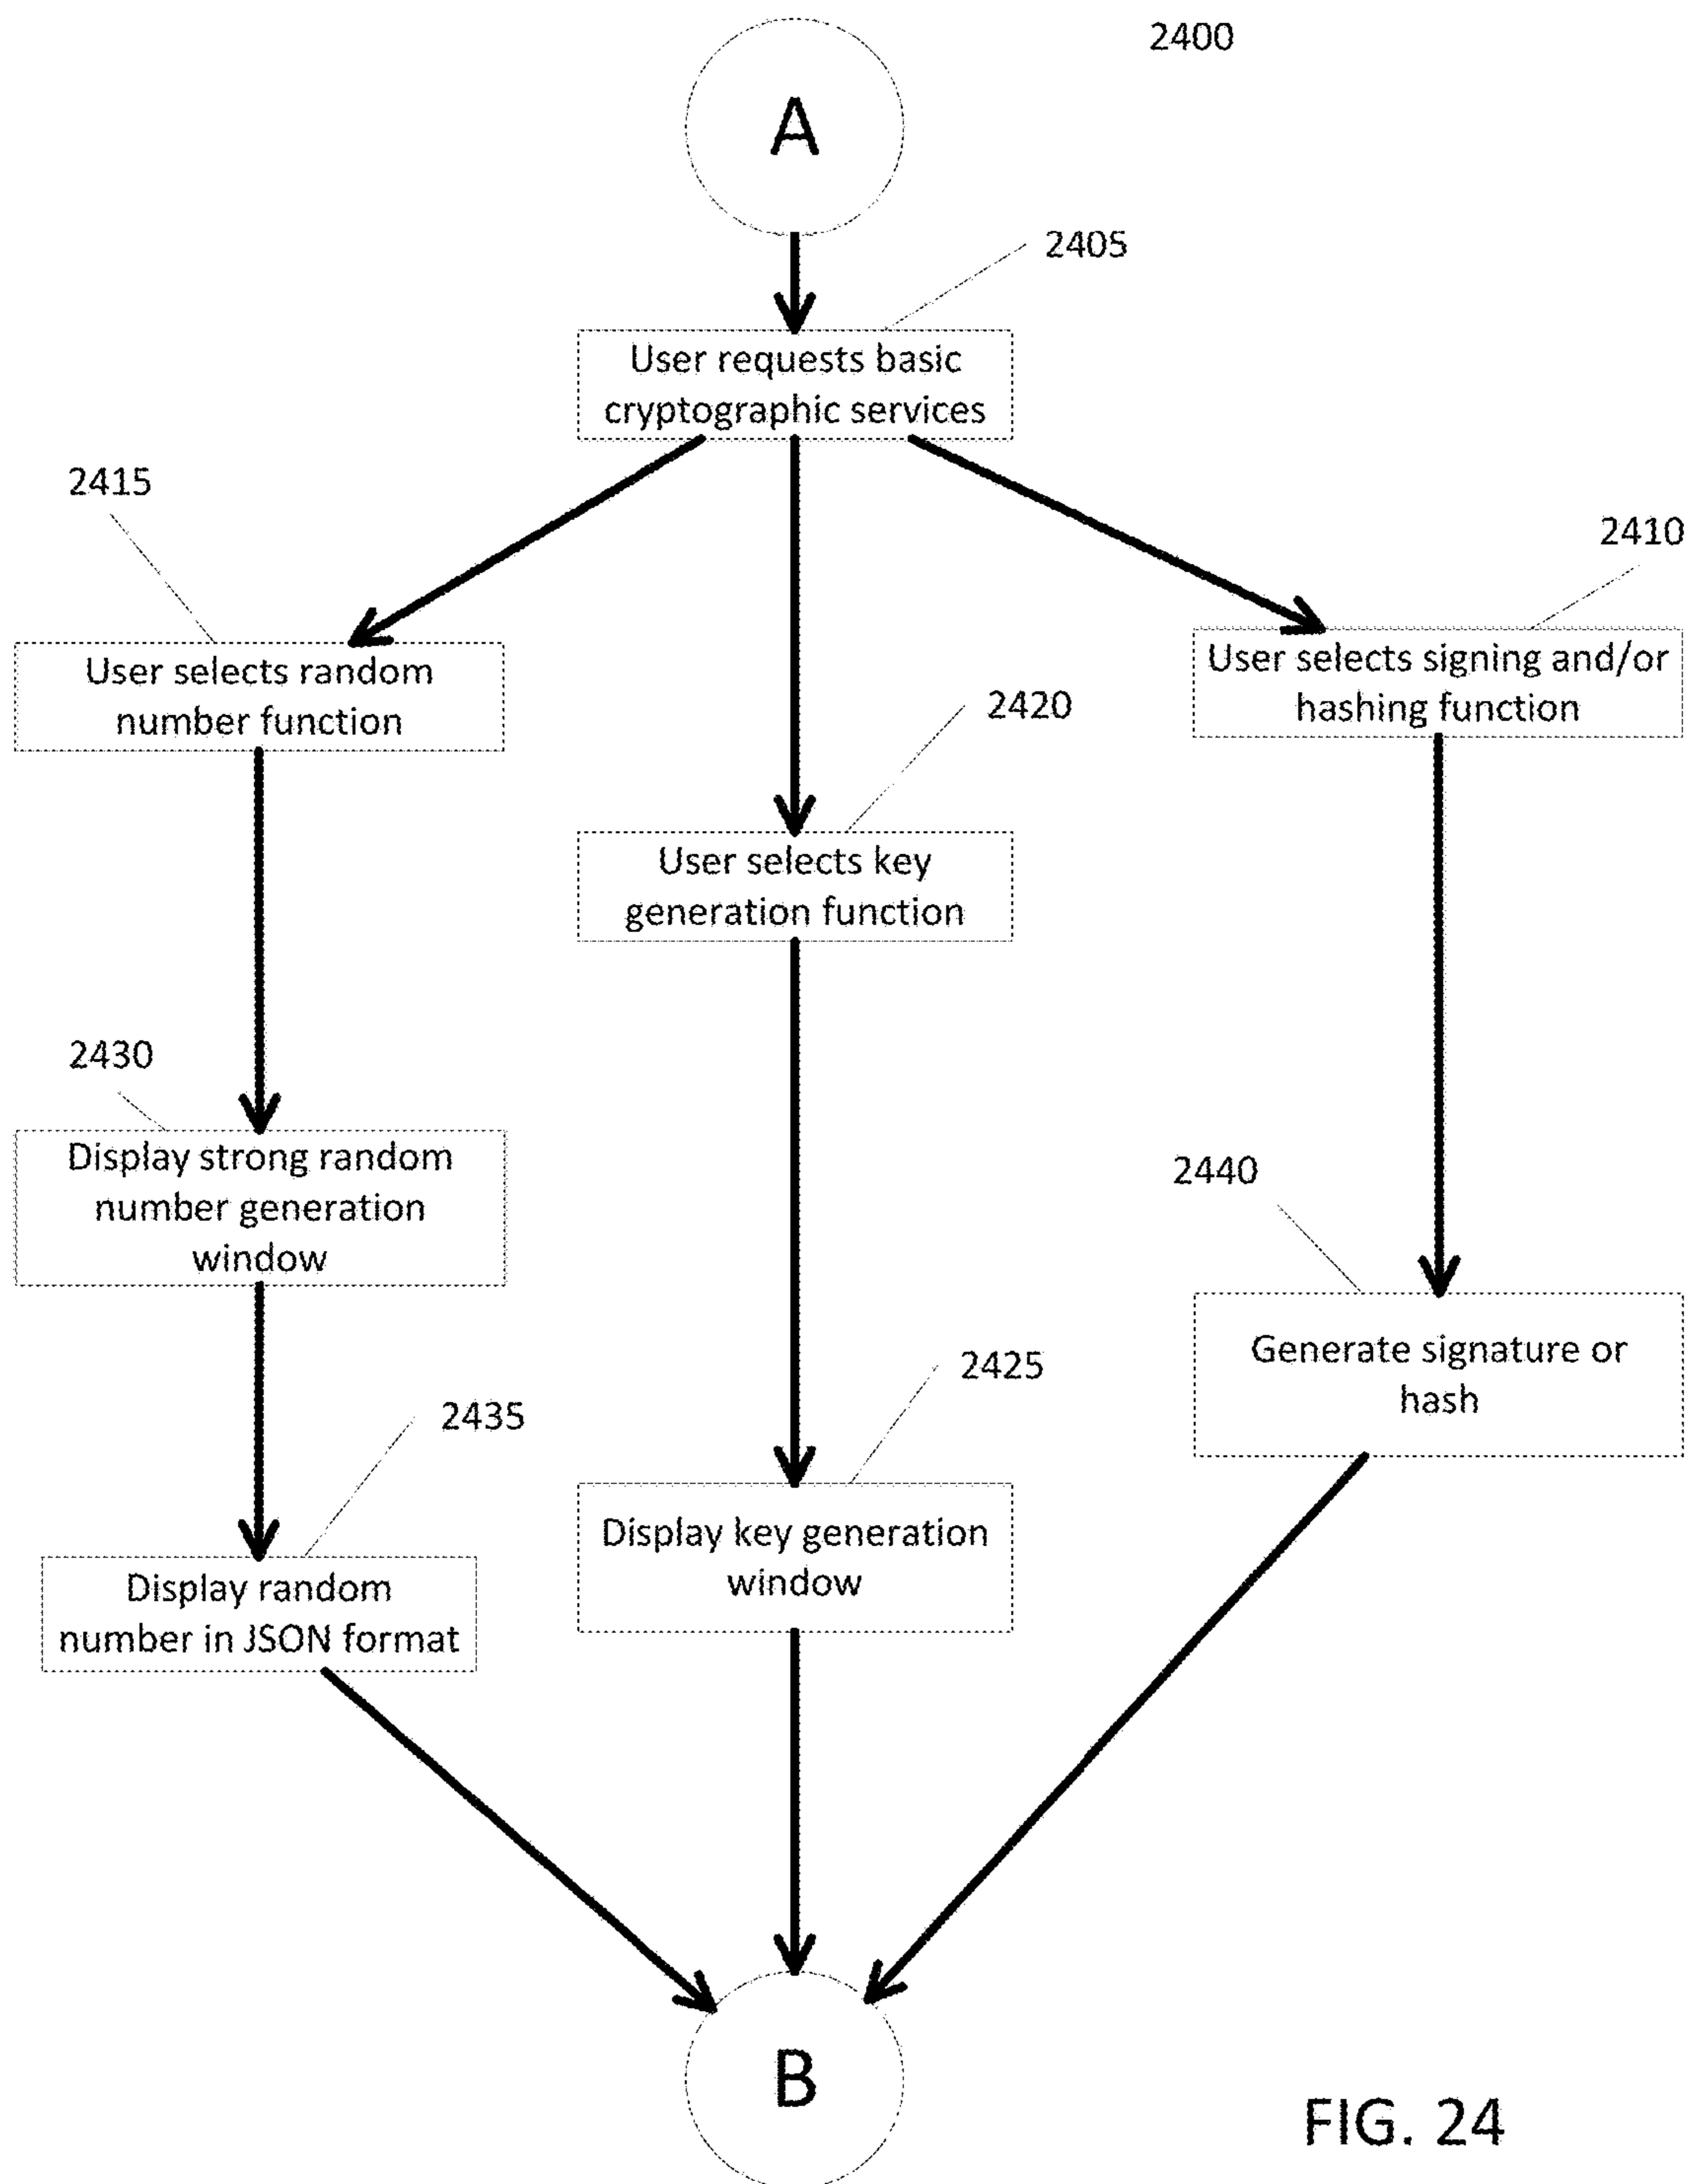 2400
A
2405
User requests basic
cryptographic services
2415
2410
User selects random
number function
User selects signing and/or
hashing function
2420
User selects key
generation function
2430
Display strong random
number generation
window
2440
Generate signature or
hash
2425
2435
Display key generation
window
Display random
number in JSON format
B
FIG. 24